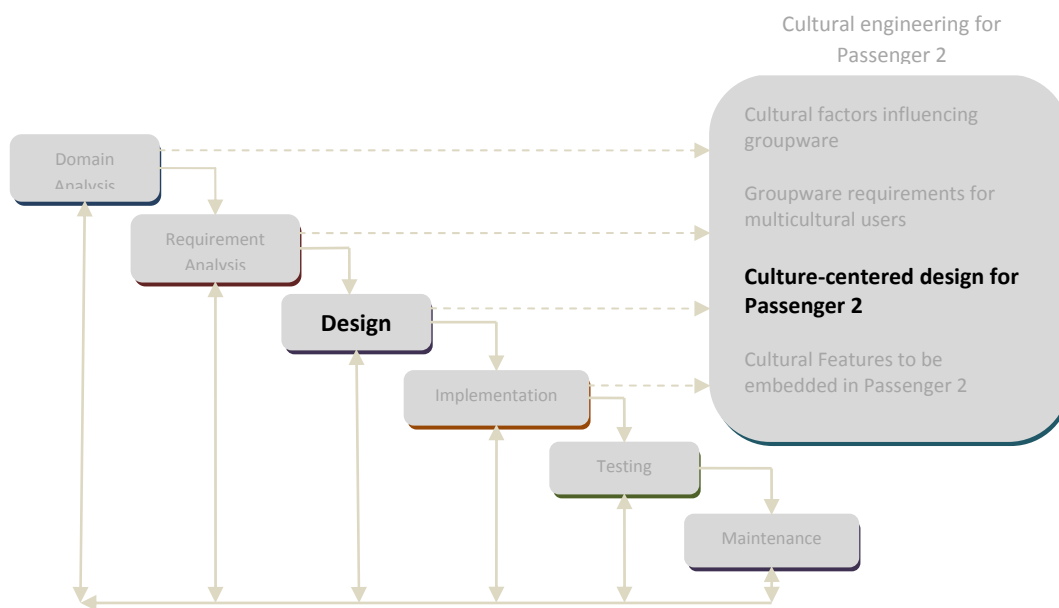 Cultural engineering for
Passenger 2
Cultural factors influencing
groupware
Groupware requirements for
multicultural users
Culture-centered design for
Passenger 2
Cultural Features to be
embedded in Passenger 2
Domain
Analysis
Requirement
Analysis
Design
Implementation
Testing
Maintenance